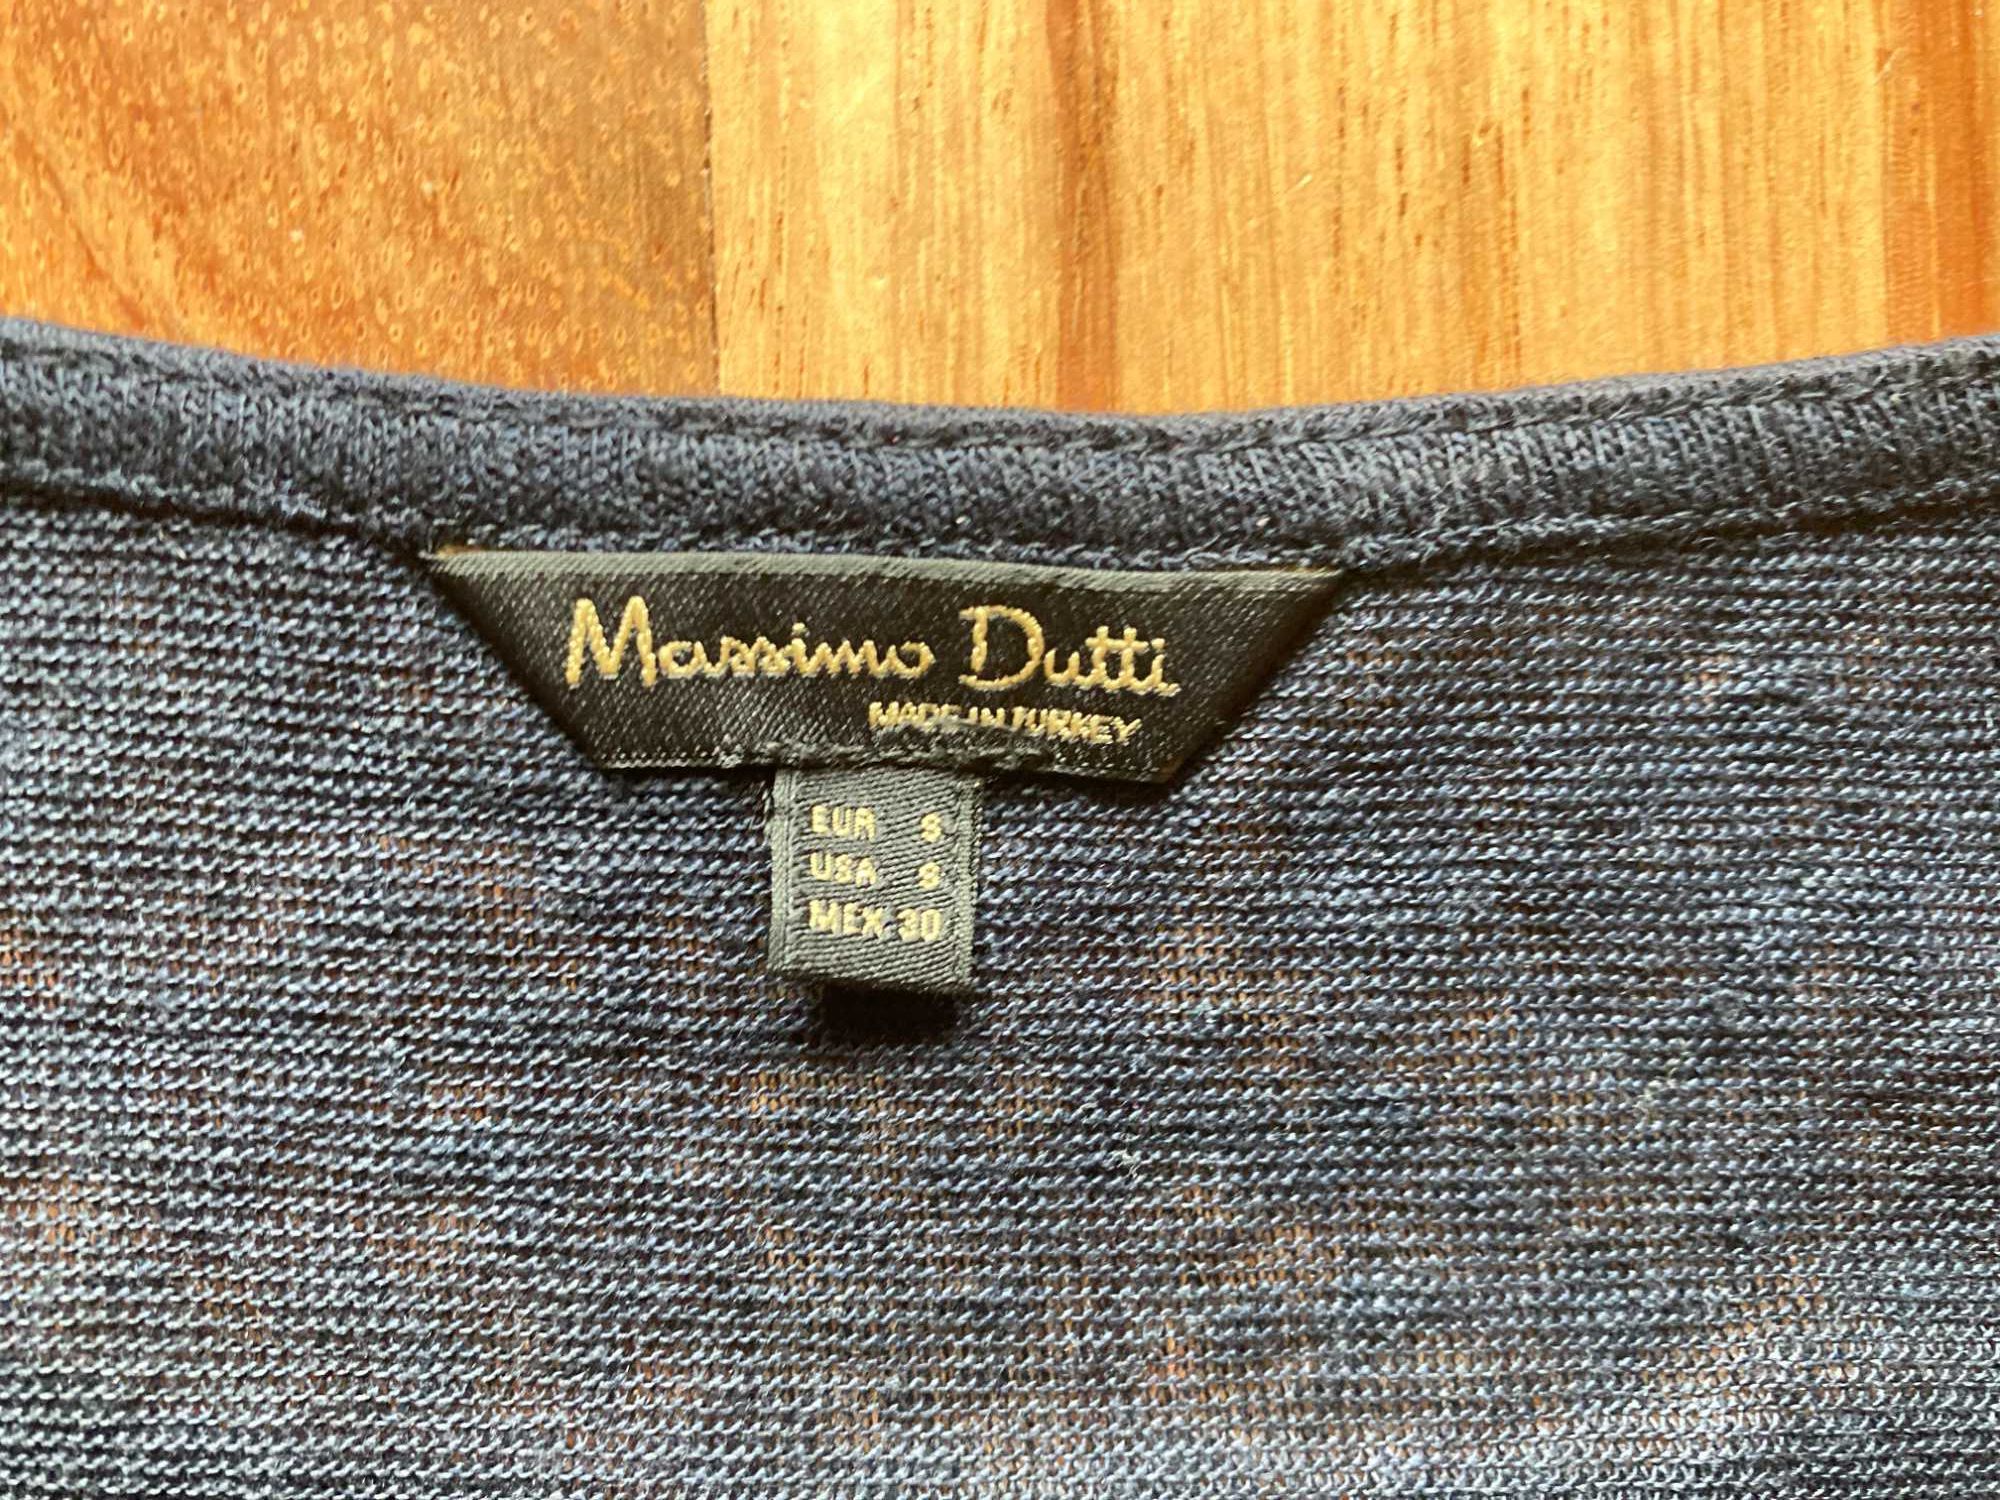 Massimo Dutti
MADE IN TURKEY
EUR S
USA S
MEX 30